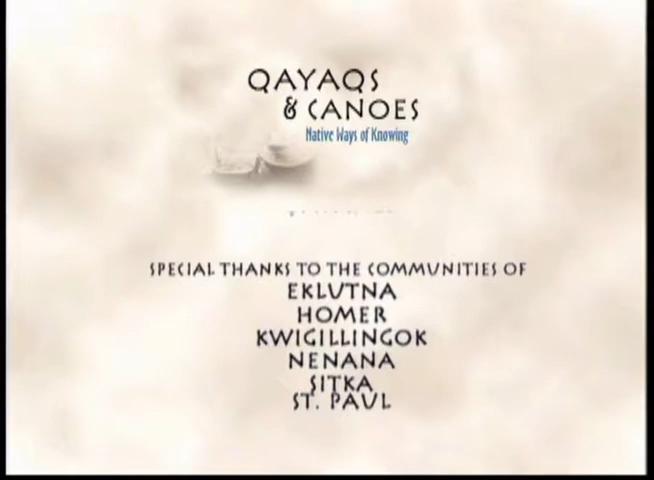 QAYAQS
& CANOES
Native Ways of Knowing
SPECIAL THANKS TO THE COMMUNITIES OF
EKLUTNA
HOMER
KWIGILLINGOK
NENANA
SITKA
ST. PAUL